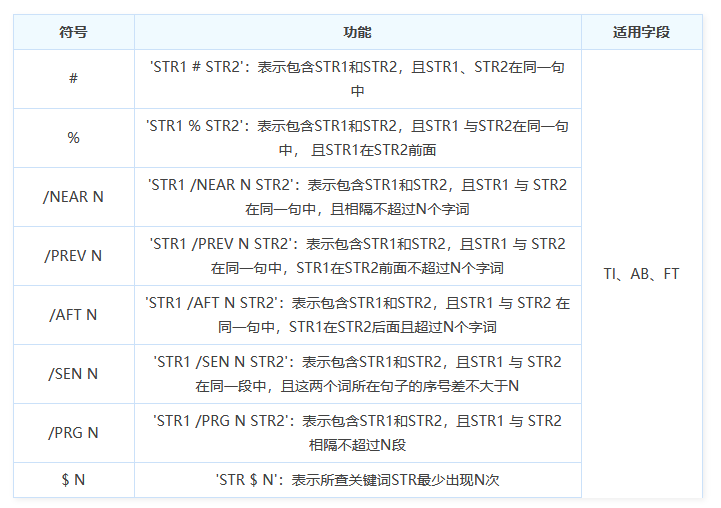 符号 功能 适用字段
# 'STR1 # STR2'：表示包含STR1和STR2，且STR1、STR2在同一句
中
% 'STR1 % STR2'：表示包含STR1和STR2，且STR1 与STR2在同一句
中， 且STR1在STR2前面
/NEAR N 'STR1 /NEAR N STR2'：表示包含STR1和STR2，且STR1 与 STR2
在同一句中，且相隔不超过N个字词
/PREV N 'STR1 /PREV N STR2'：表示包含STR1和STR2，且STR1 与 STR2
在同一句中，STR1在STR2前面不超过N个字词
TI、AB、FT
/AFT N 'STR1 /AFT N STR2'：表示包含STR1和STR2，且STR1 与 STR2 在
同一句中，STR1在STR2后面且超过N个字词
/SEN N 'STR1 /SEN N STR2'：表示包含STR1和STR2，且STR1 与 STR2
在同一段中，且这两个词所在句子的序号差不大于N
/PRG N 'STR1 /PRG N STR2'：表示包含STR1和STR2，且STR1 与 STR2
相隔不超过N段
$ N 'STR $ N'：表示所查关键词STR最少出现N次